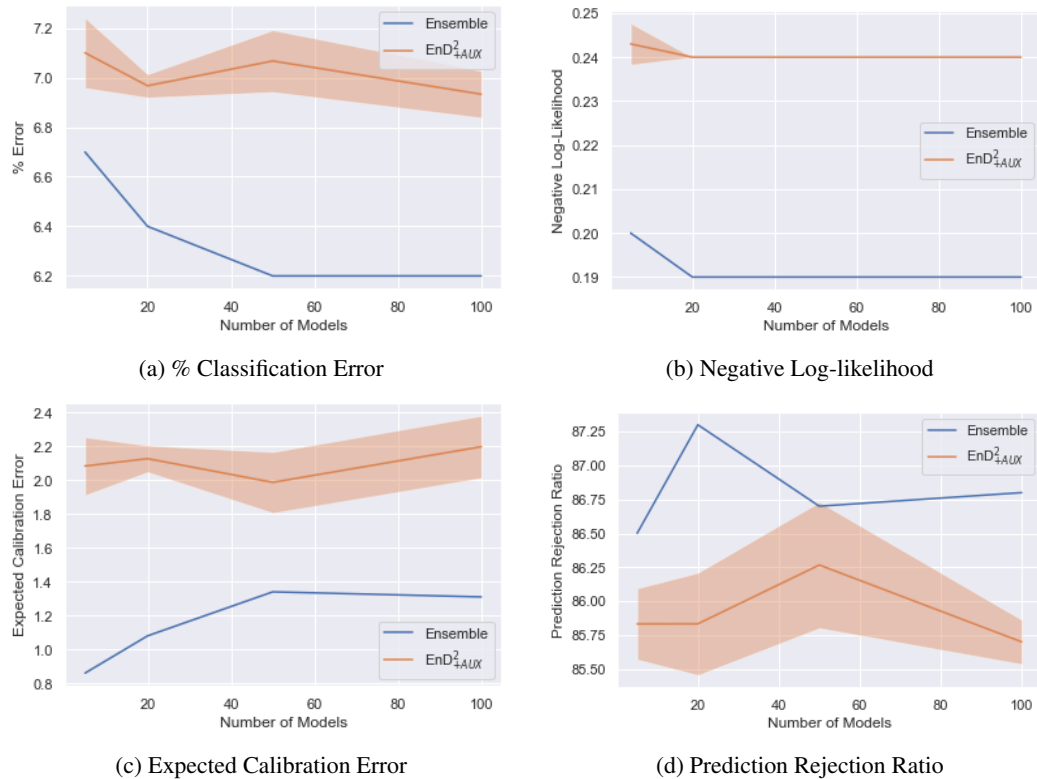 7.2
7.0
6.8
6.6
6.4
6.2
% Error
20 40 60 80 100
Number of Models
Ensemble
EnD²₊AUX
(a) % Classification Error
0.25
0.24
0.23
0.22
0.21
0.20
0.19
Negative Log-Likelihood
20 40 60 80 100
Number of Models
Ensemble
EnD²₊AUX
(b) Negative Log-likelihood
2.4
2.2
2.0
1.8
1.6
1.4
1.2
1.0
0.8
Expected Calibration Error
20 40 60 80 100
Number of Models
Ensemble
EnD²₊AUX
(c) Expected Calibration Error
87.25
87.00
86.75
86.50
86.25
86.00
85.75
85.50
Prediction Rejection Ratio
20 40 60 80 100
Number of Models
Ensemble
EnD²₊AUX
(d) Prediction Rejection Ratio